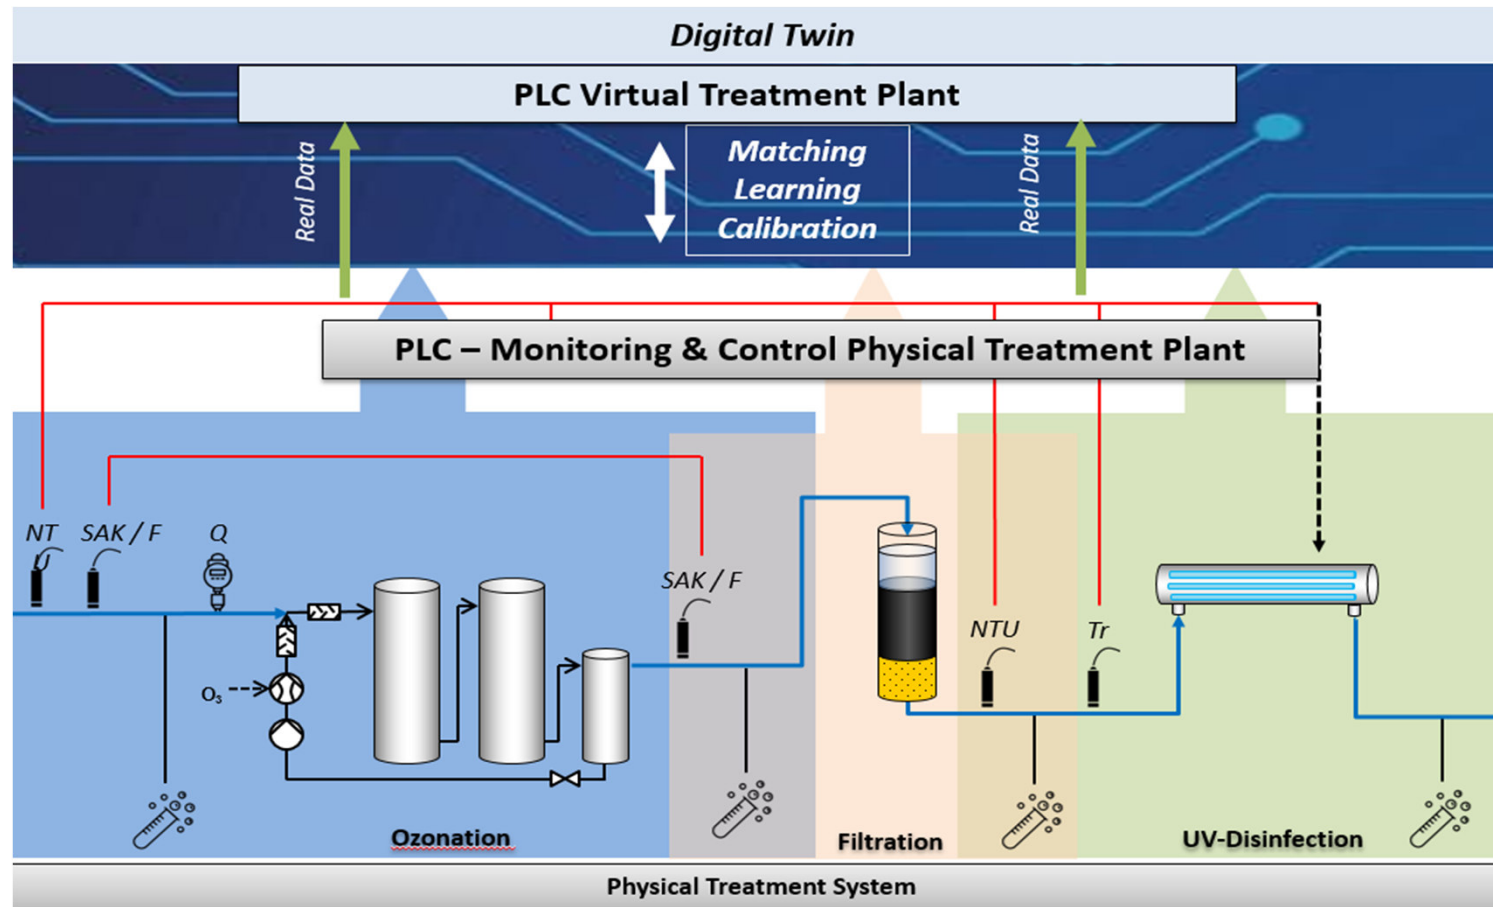 Digital Twin
PLC Virtual Treatment Plant
Real Data
Matching
Learning
Calibration
Real Data
PLC – Monitoring & Control Physical Treatment Plant
NT
U
SAK / F
Q
SAK / F
NTU
Tr
O₃
Ozonation
Filtration
UV-Disinfection
Physical Treatment System